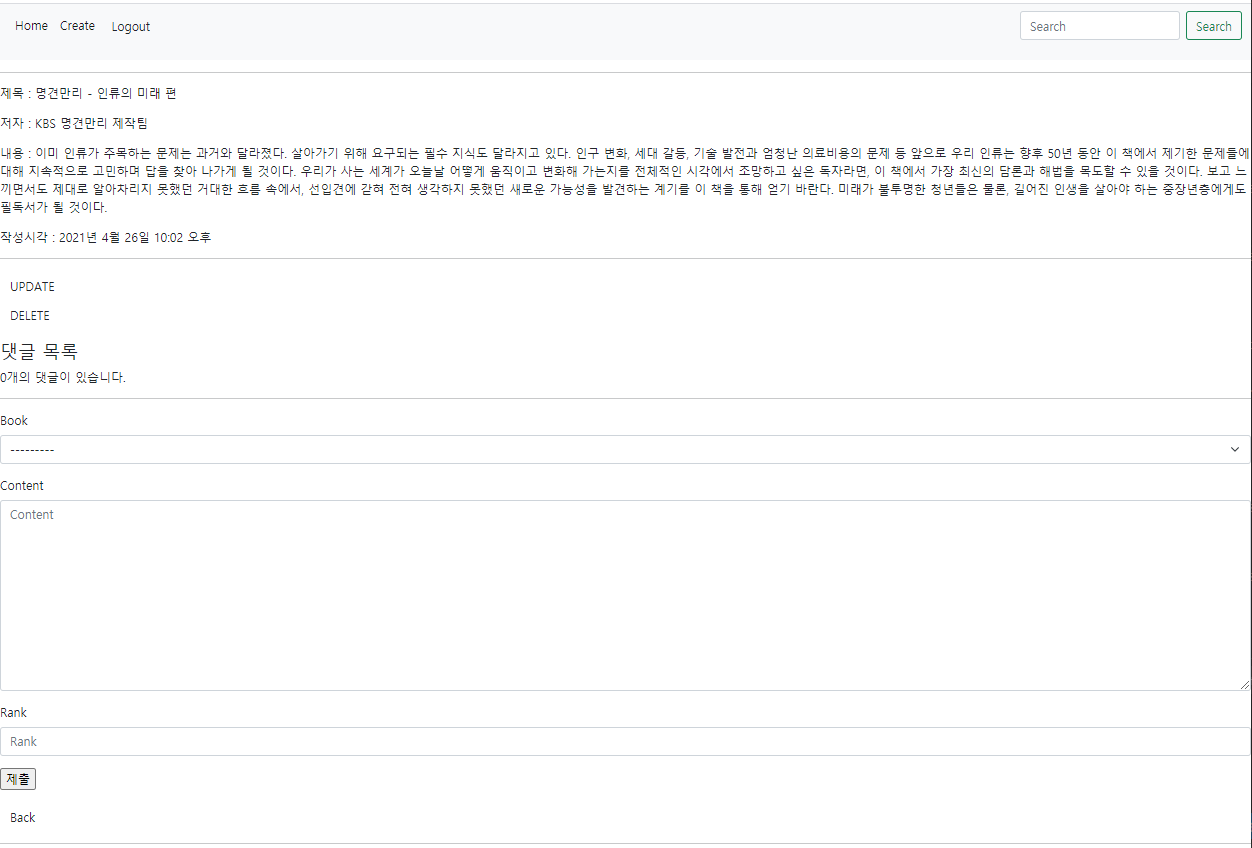 Home Create Logout Search Search
제목 : 명견만리 - 인류의 미래 편
저자 : KBS 명견만리 제작팀
내용 : 이미 인류가 주목하는 문제는 과거와 달라졌다. 살아가기 위해 요구되는 필수 지식도 달라지고 있다. 인구 변화, 세대 갈등, 기술 발전과 엄청난 의료비용의 문제 등 앞으로 우리 인류는 향후 50년 동안 이 책에서 제기한 문제들에
대해 지속적으로 고민하며 답을 찾아 나가게 될 것이다. 우리가 사는 세계가 오늘날 어떻게 움직이고 변화해 가는지를 전체적인 시각에서 조망하고 싶은 독자라면, 이 책에서 가장 최신의 담론과 해법을 목도할 수 있을 것이다. 보고 느
끼면서도 제대로 알아차리지 못했던 거대한 흐름 속에서, 선입견에 갇혀 전혀 생각하지 못했던 새로운 가능성을 발견하는 계기를 이 책을 통해 얻기 바란다. 미래가 불투명한 청년들은 물론, 길어진 인생을 살아야 하는 중장년층에게도
필독서가 될 것이다.
작성시각 : 2021년 4월 26일 10:02 오후
UPDATE
DELETE
댓글 목록
0개의 댓글이 있습니다.
Book
---------
Content
Content
Rank
Rank
제출
Back